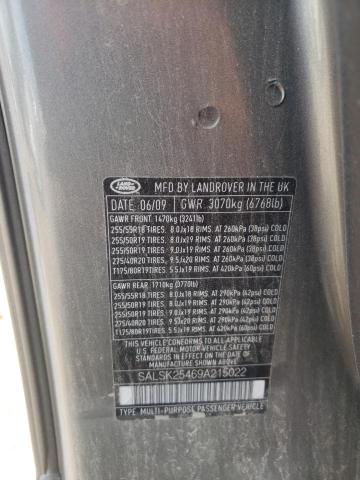 LAND-
ROVER
MFD BY LANDROVER IN THE UK
DATE 06/09 GWR 3070kg (6768lb)
GAWR FRONT: 1470kg (3241lb)
255/55R18 TIRES, 8.0Jx18 RIMS. AT 260kPa (38psi) COLD
255/50R19 TIRES, 8.0Jx19 RIMS. AT 260kPa (38psi) COLD
255/50R19 TIRES, 9.0Jx19 RIMS. AT 260kPa (38psi) COLD
275/40R20 TIRES, 9.5Jx20 RIMS. AT 260kPa (38psi) COLD
T175/80R19TIRES, 5.5Jx19 RIMS. AT 420kPa (60psi) COLD
GAWR REAR: 1710kg (3770lb)
255/55R18 TIRES, 8.0Jx18 RIMS. AT 290kPa (42psi) COLD
255/50R19 TIRES, 8.0Jx19 RIMS. AT 290kPa (42psi) COLD
255/50R19 TIRES, 9.0Jx19 RIMS. AT 290kPa (42psi) COLD
275/40R20 TIRES, 9.5Jx20 RIMS. AT 290kPa (42psi) COLD
T175/80R19TIRES, 5.5Jx19 RIMS. AT 420kPa (60psi) COLD
THIS VEHICLE CONFORMS TO ALL
APPLICABLE FEDERAL MOTOR VEHICLE
SAFETY AND THEFT PREVENTION
STANDARDS IN EFFECT ON THE DATE OF
MANUFACTURE SHOWN ABOVE
SALSK25469A215022
TYPE: MULTI-PURPOSE PASSENGER VEHICLE